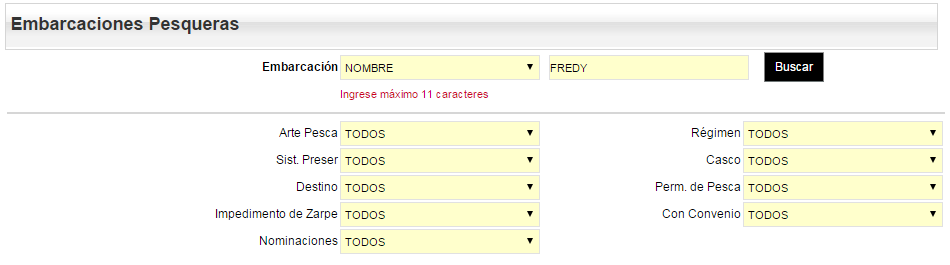 Embarcaciones Pesqueras
Embarcación NOMBRE FREDY Buscar
Ingrese máximo 11 caracteres
Arte Pesca TODOS Régimen TODOS
Sist. Preser TODOS Casco TODOS
Destino TODOS Perm. de Pesca TODOS
Impedimento de Zarpe TODOS Con Convenio TODOS
Nominaciones TODOS